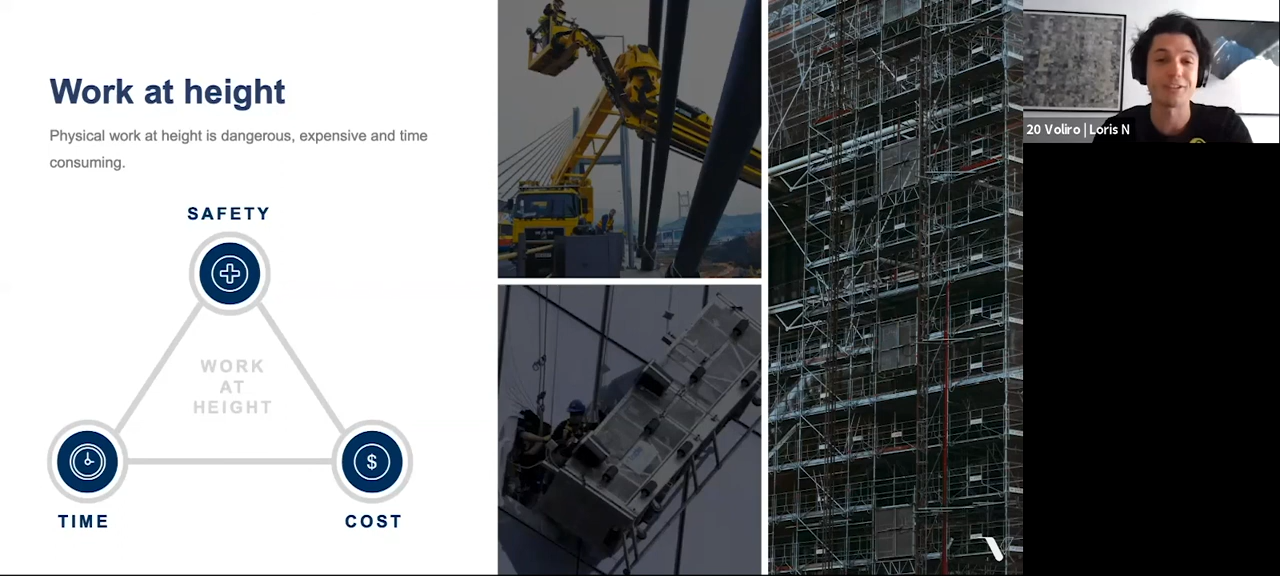 Work at height
Physical work at height is dangerous, expensive and time
consuming.
SAFETY
WORK
AT
HEIGHT
$
TIME
COST
20 Voliro | Loris N